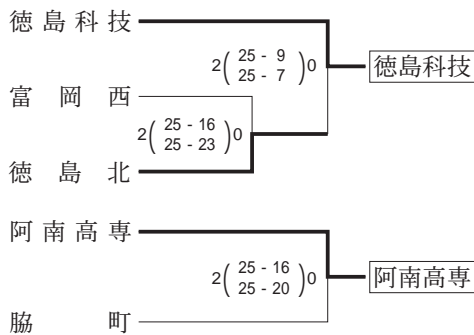 徳島科技
2( 25 - 9 )0
25 - 7
徳島科技
富岡西
2( 25 - 16 )0
25 - 23
徳島北
阿南高専
2( 25 - 16 )0
25 - 20
阿南高専
脇町